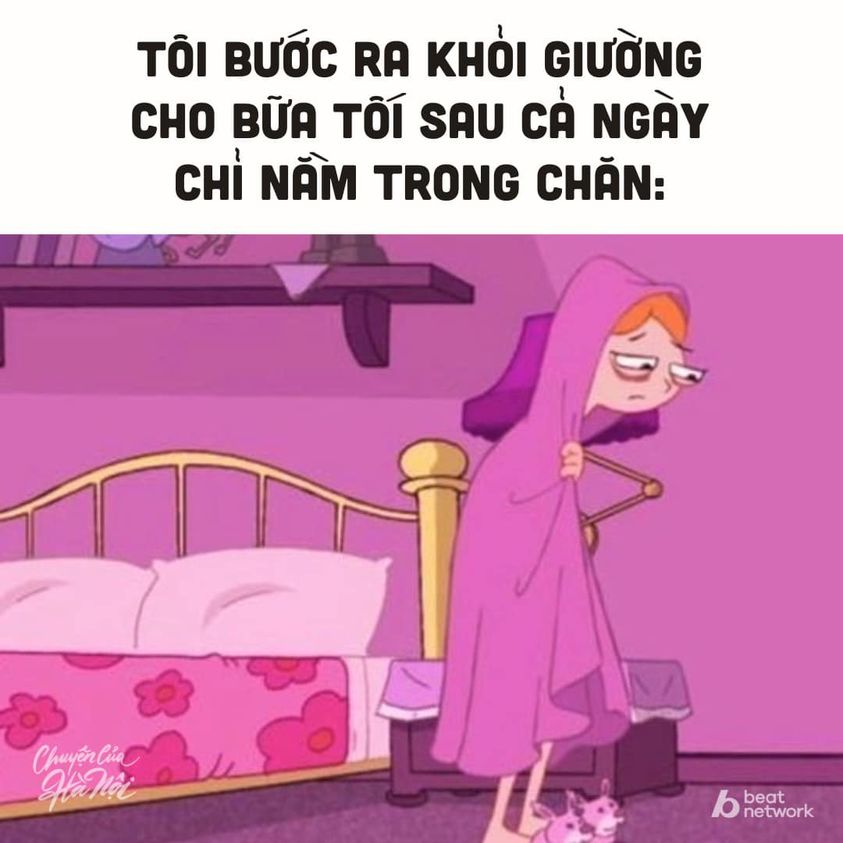 TÔI BƯỚC RA KHỎI GIƯỜNG
CHO BỮA TỐI SAU CẢ NGÀY
CHỈ NẰM TRONG CHĂN:
Chuyện Của
Hà Nội
beat
network